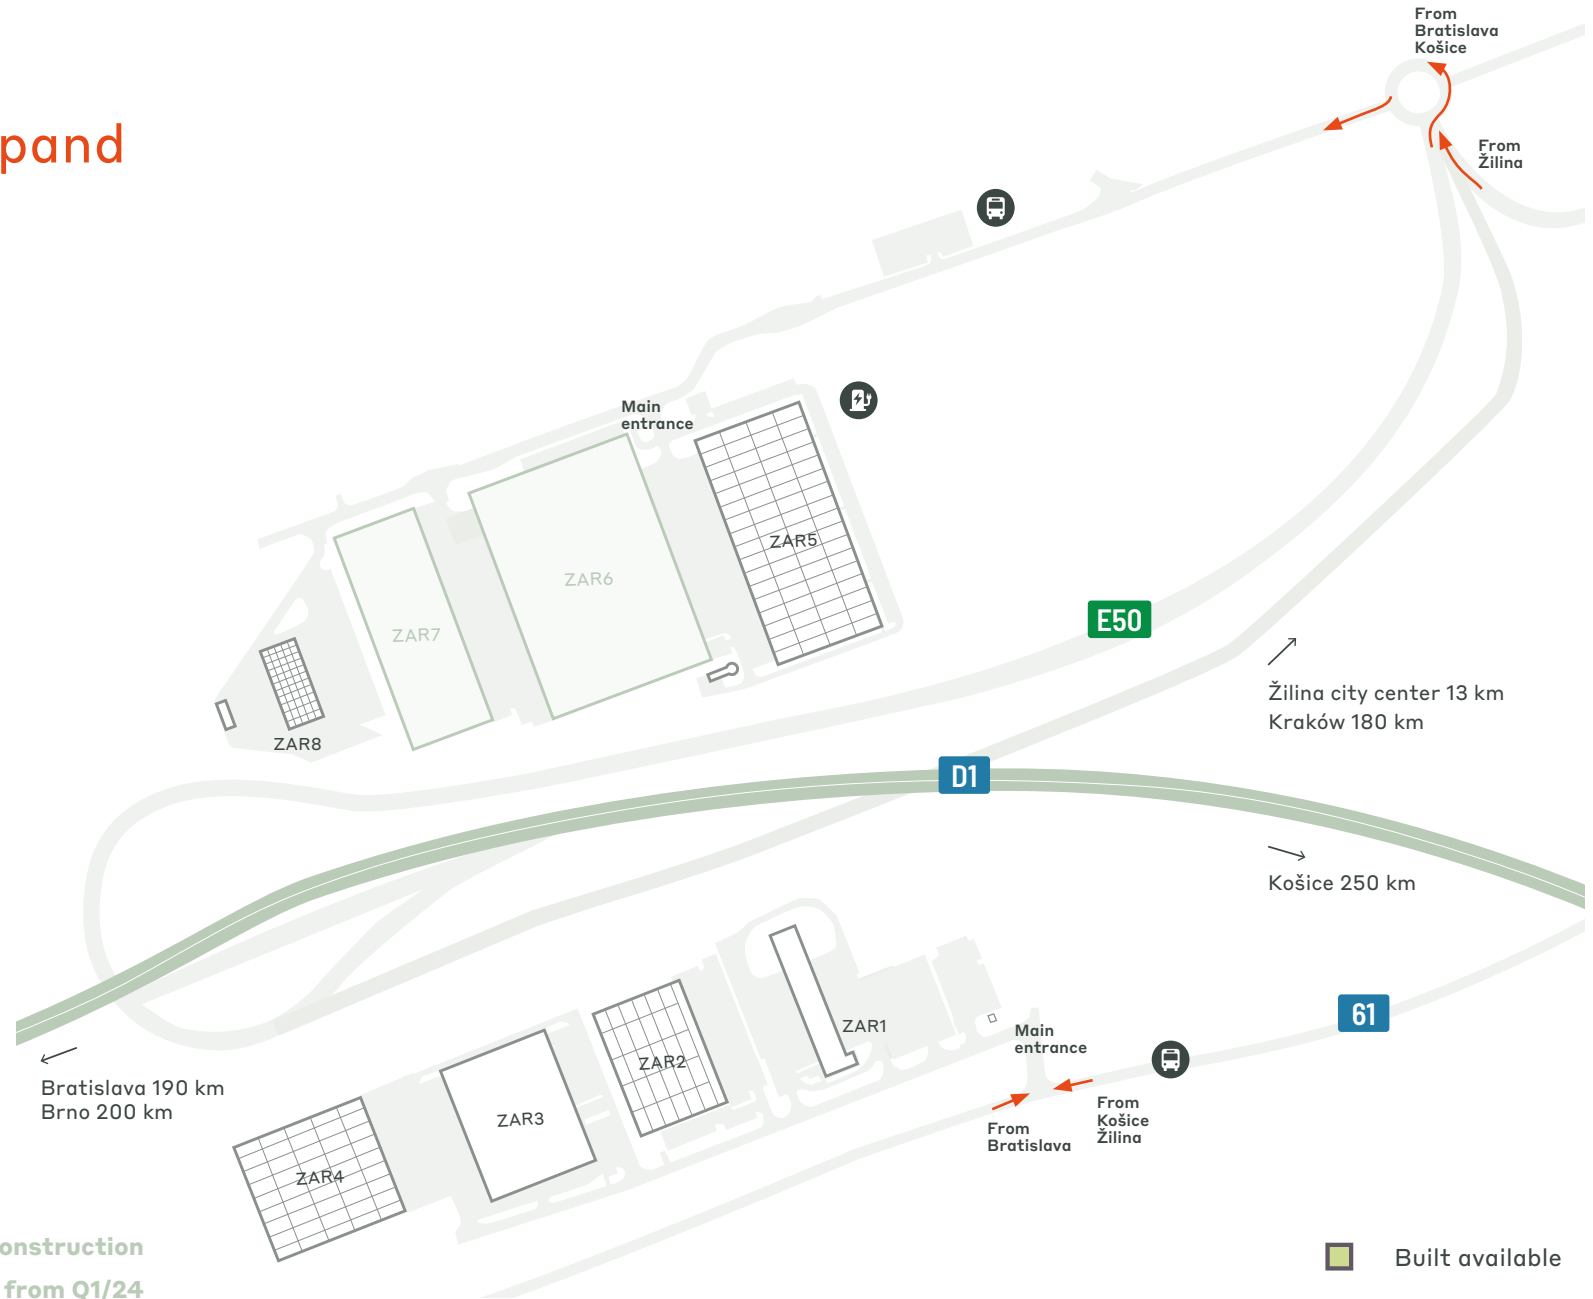 From
Bratislava
Košice
pand
From
Žilina
Main
entrance
ZAR5
ZAR6
ZAR7
E50
ZAR8
Žilina city center 13 km
Kraków 180 km
D1
Košice 250 km
61
ZAR1
Main
entrance
ZAR2
Bratislava 190 km
Brno 200 km
From
Košice
Žilina
From
Bratislava
ZAR3
ZAR4
onstruction
from Q1/24
Built available